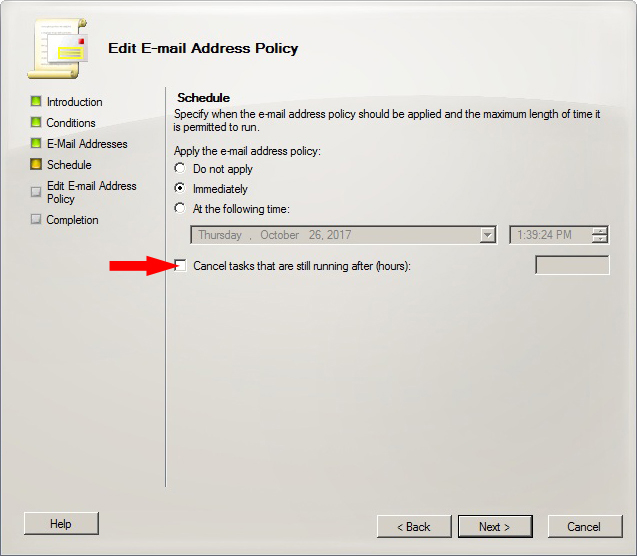 Edit E-mail Address Policy
Introduction
Conditions
E-Mail Addresses
Schedule
Edit E-mail Address
Policy
Completion
Schedule
Specify when the e-mail address policy should be applied and the maximum length of time it
is permitted to run.
Apply the e-mail address policy:
Do not apply
Immediately
At the following time:
Thursday , October 26, 2017 1:39:24 PM
Cancel tasks that are still running after (hours):
Help < Back Next > Cancel